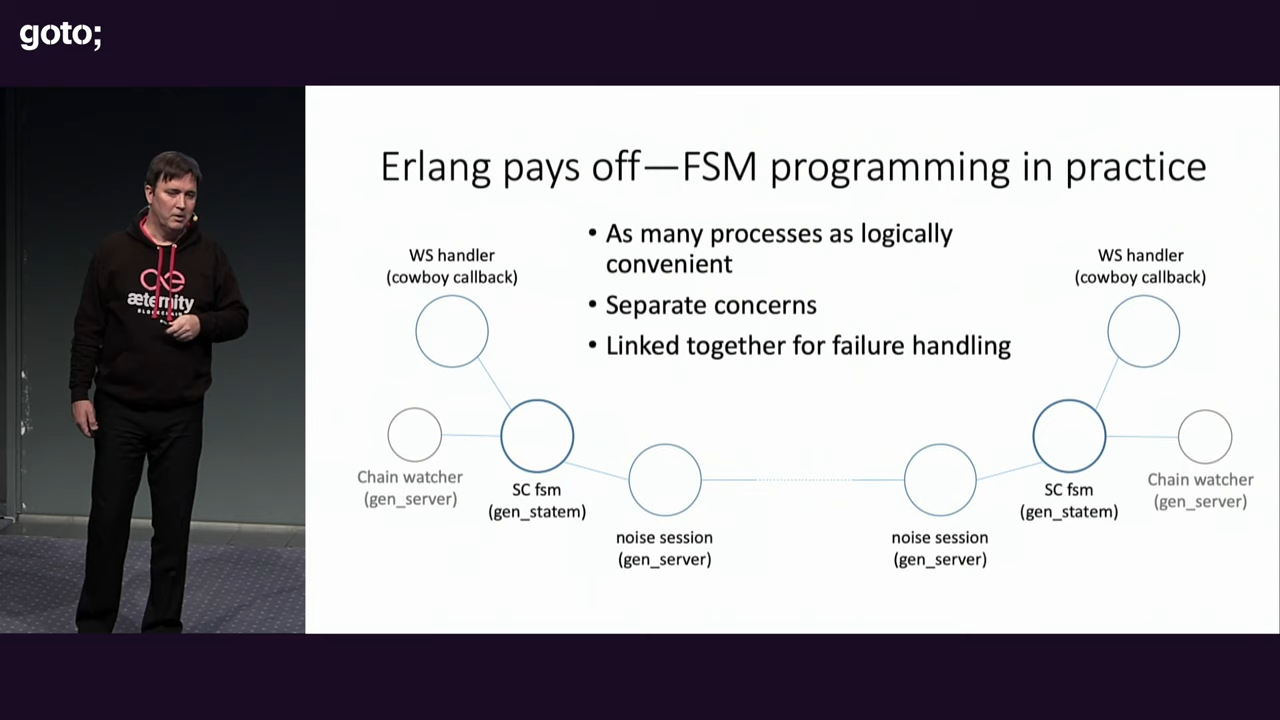 goto;
æternity
Erlang pays off—FSM programming in practice
• As many processes as logically
convenient
• Separate concerns
• Linked together for failure handling
WS handler
(cowboy callback)
WS handler
(cowboy callback)
Chain watcher
(gen_server)
SC fsm
(gen_statem)
noise session
(gen_server)
noise session
(gen_server)
SC fsm
(gen_statem)
Chain watcher
(gen_server)